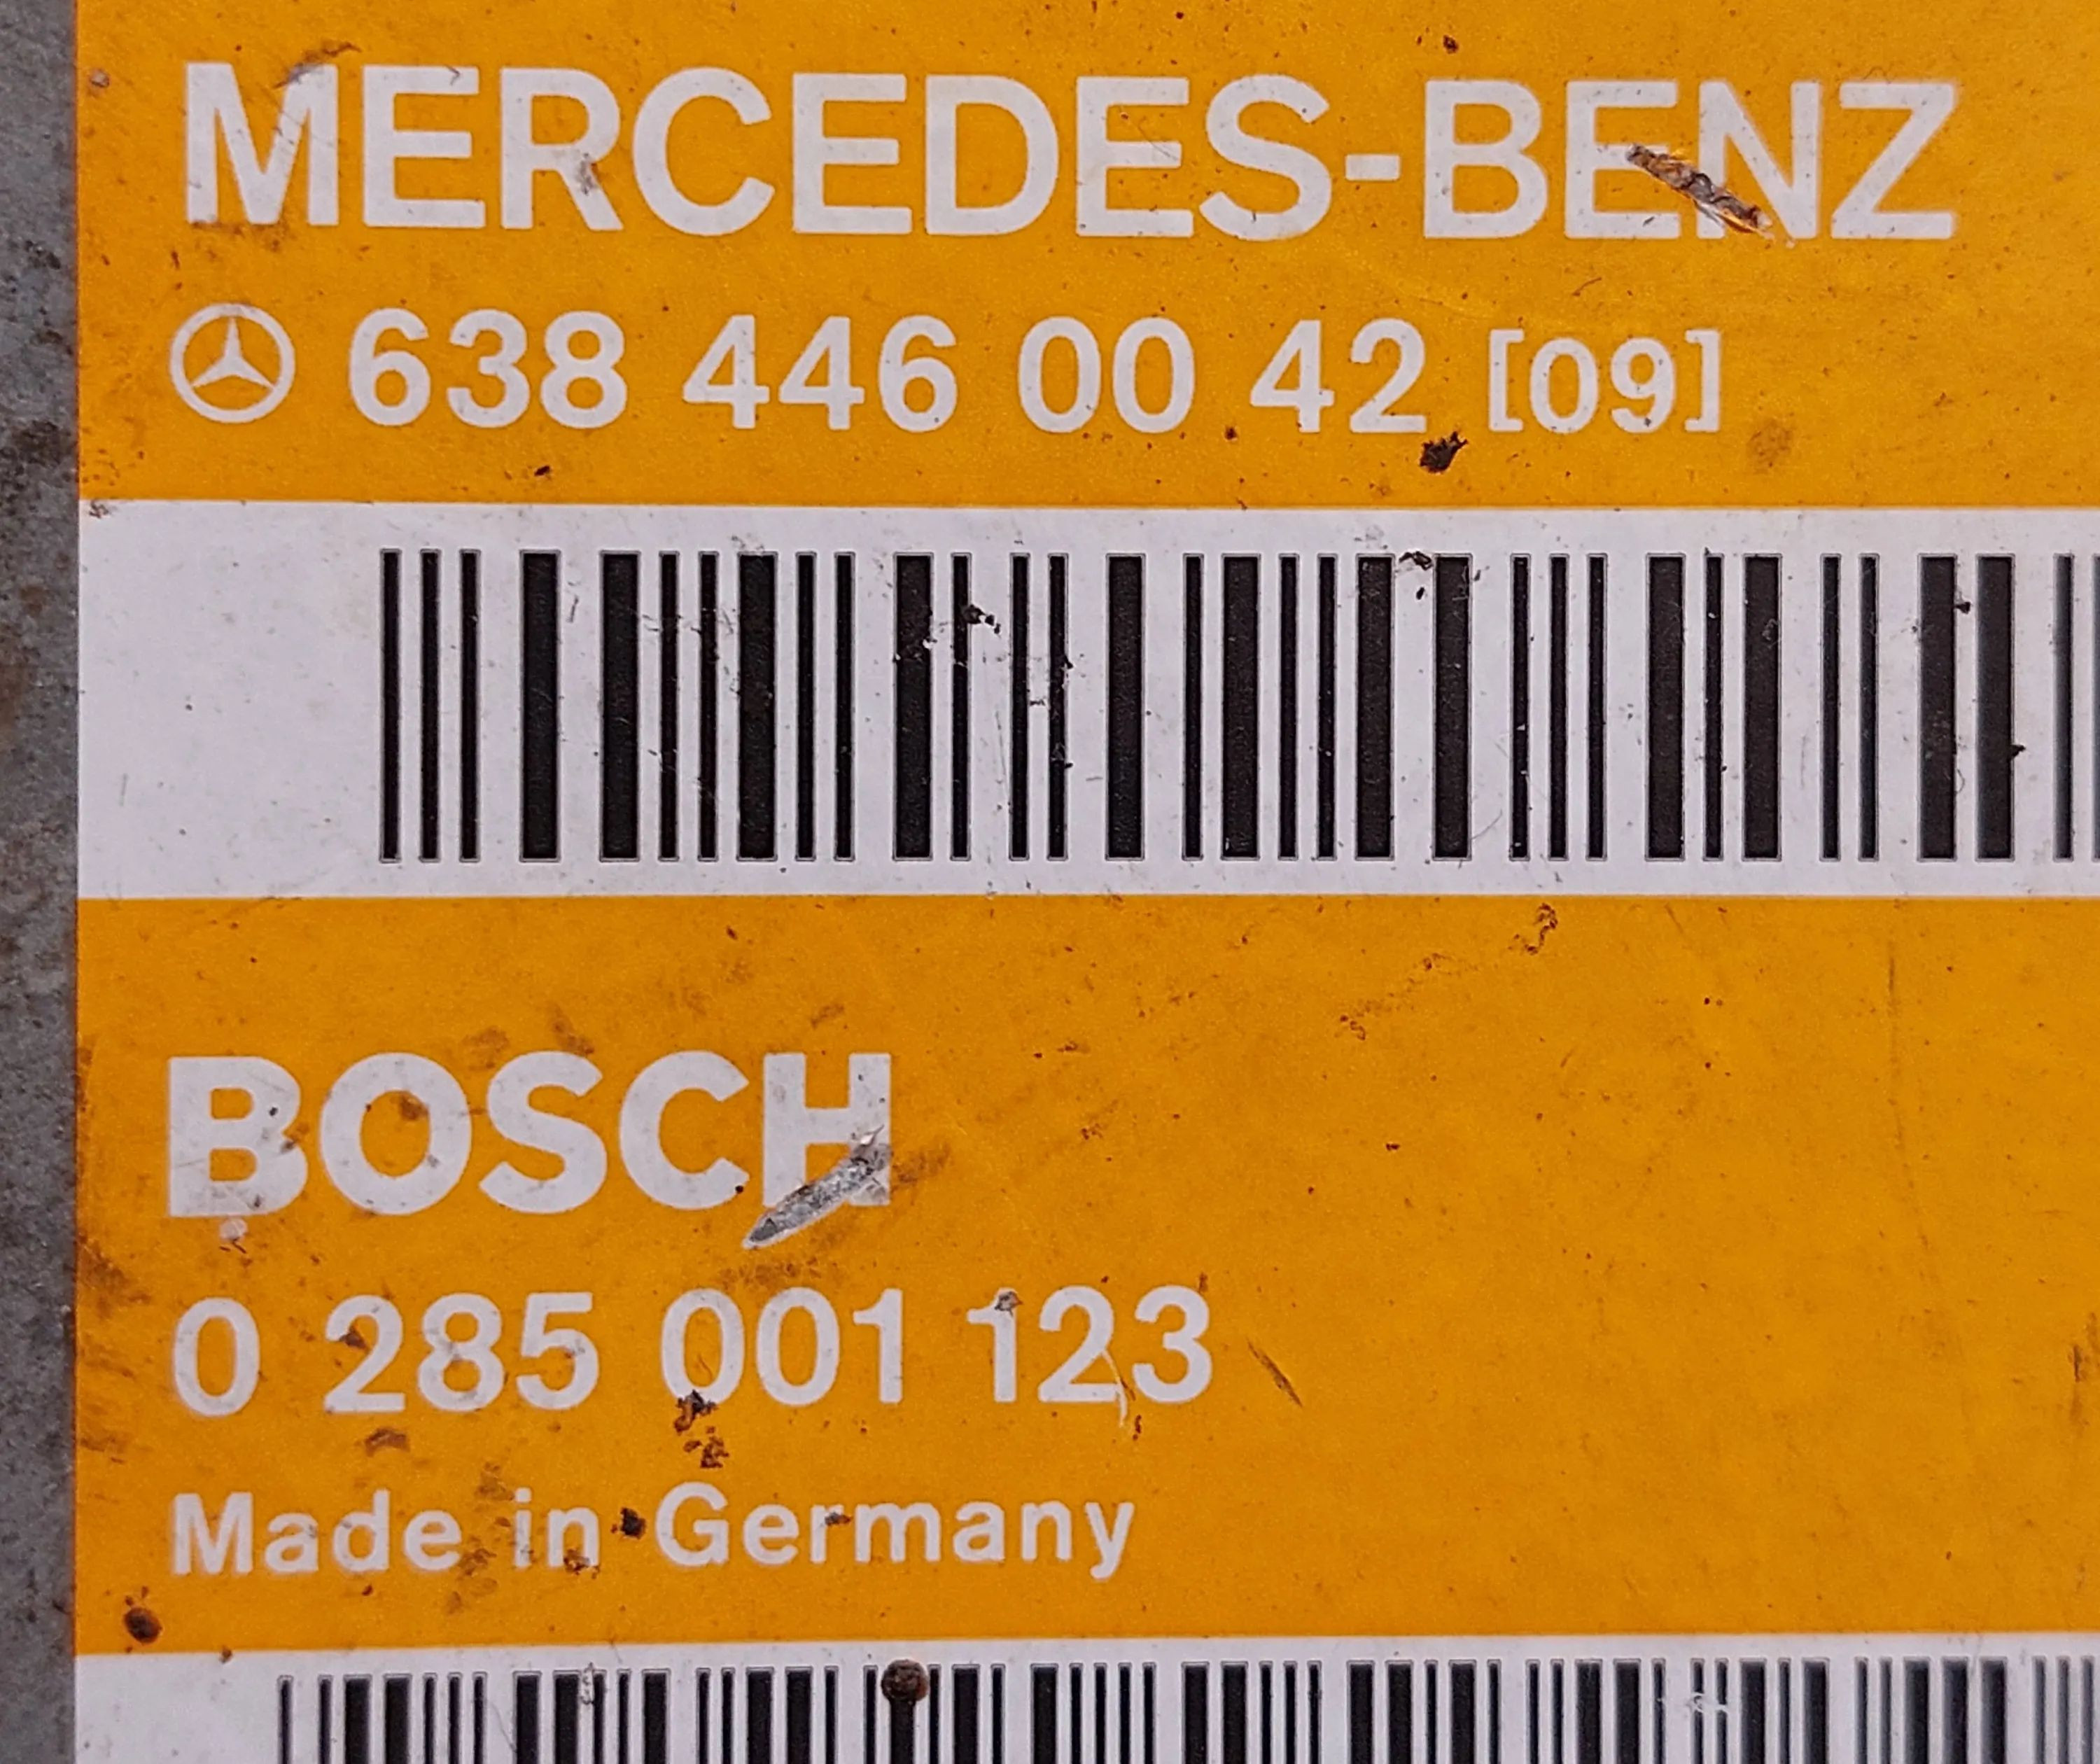 MERCEDES-BENZ
638 446 00 42 [09]
BOSCH
0 285 001 123
Made in Germany